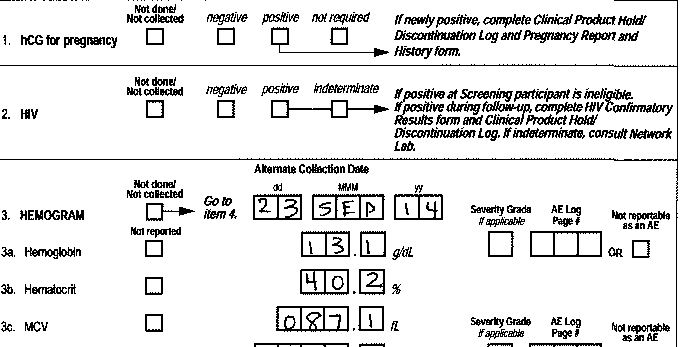 Not done/ Not collected negative positive not required If newly positive, complete Clinical Product Hold/
1. hCG for pregnancy Discontinuation Log and Pregnancy Report and
History form.
Not done/ Not collected negative positive indeterminate If positive at Screening participant is ineligible.
2. HIV If positive during follow-up, complete HIV Confirmatory
Results form and Clinical Product Hold/
Discontinuation Log. If indeterminate, consult Network
Lab.
Alternate Collection Date
Not done/ Not collected dd MMM yy
3. HEMOGRAM Go to item 4. 23 SEP 14 Severity Grade If applicable AE Log Page # Not reportable as an AE
Not reported
3a. Hemoglobin 13.1 g/dL OR
3b. Hematocrit 40.2 %
3c. MCV 087.1 fL Severity Grade If applicable AE Log Page # Not reportable as an AE